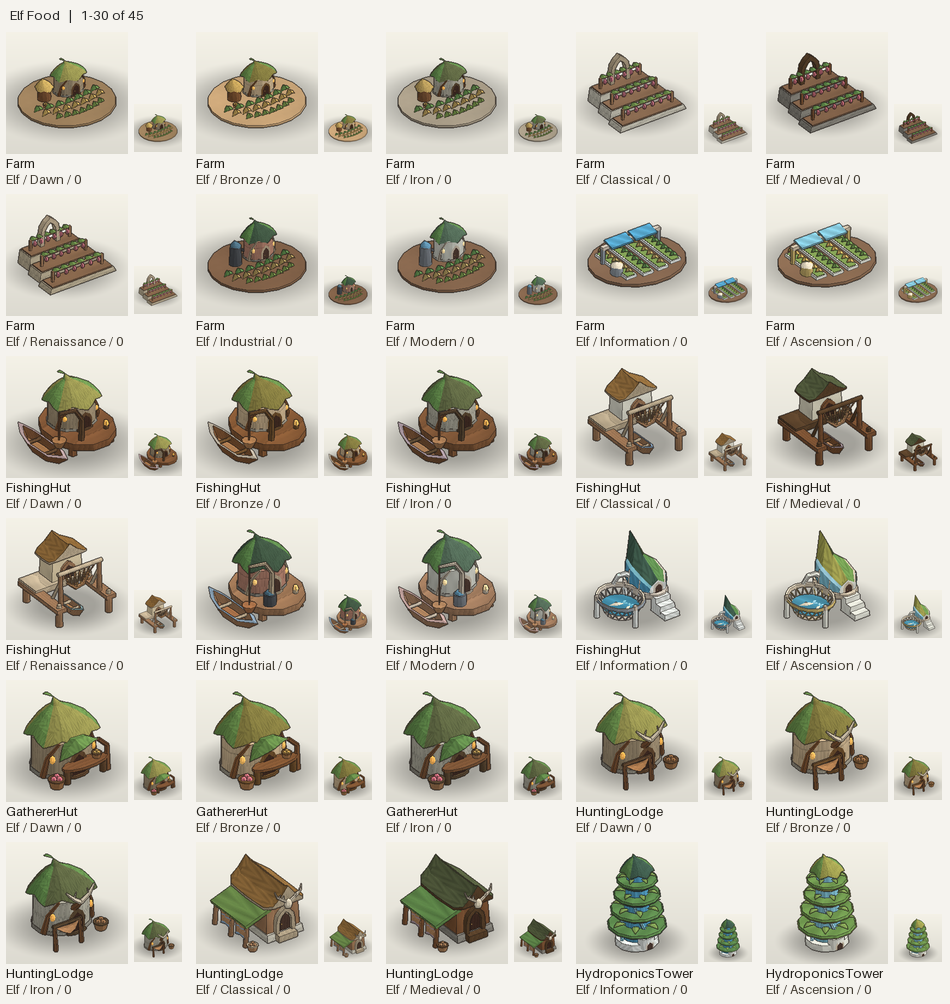 Elf Food | 1-30 of 45
Farm
Elf / Dawn / 0
Farm
Elf / Bronze / 0
Farm
Elf / Iron / 0
Farm
Elf / Classical / 0
Farm
Elf / Medieval / 0
Farm
Elf / Renaissance / 0
Farm
Elf / Industrial / 0
Farm
Elf / Modern / 0
Farm
Elf / Information / 0
Farm
Elf / Ascension / 0
FishingHut
Elf / Dawn / 0
FishingHut
Elf / Bronze / 0
FishingHut
Elf / Iron / 0
FishingHut
Elf / Classical / 0
FishingHut
Elf / Medieval / 0
FishingHut
Elf / Renaissance / 0
FishingHut
Elf / Industrial / 0
FishingHut
Elf / Modern / 0
FishingHut
Elf / Information / 0
FishingHut
Elf / Ascension / 0
GathererHut
Elf / Dawn / 0
GathererHut
Elf / Bronze / 0
GathererHut
Elf / Iron / 0
HuntingLodge
Elf / Dawn / 0
HuntingLodge
Elf / Bronze / 0
HuntingLodge
Elf / Iron / 0
HuntingLodge
Elf / Classical / 0
HuntingLodge
Elf / Medieval / 0
HydroponicsTower
Elf / Information / 0
HydroponicsTower
Elf / Ascension / 0